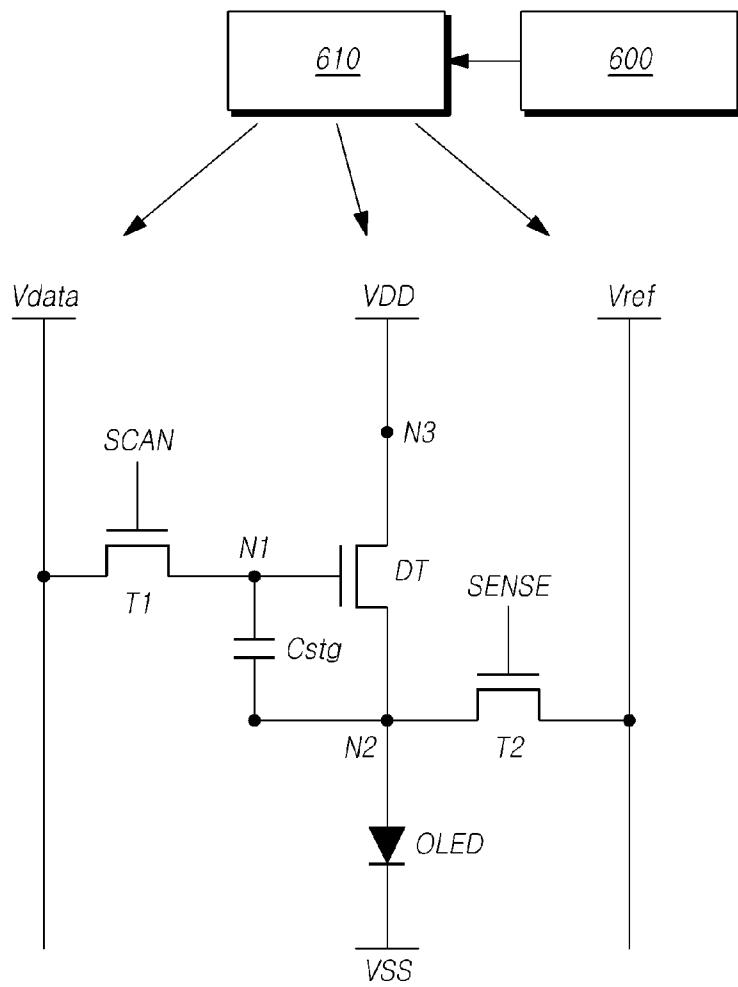 610
600
Vdata
VDD
Vref
N3
SCAN
N1
DT
SENSE
T1
Cstg
N2
T2
OLED
VSS